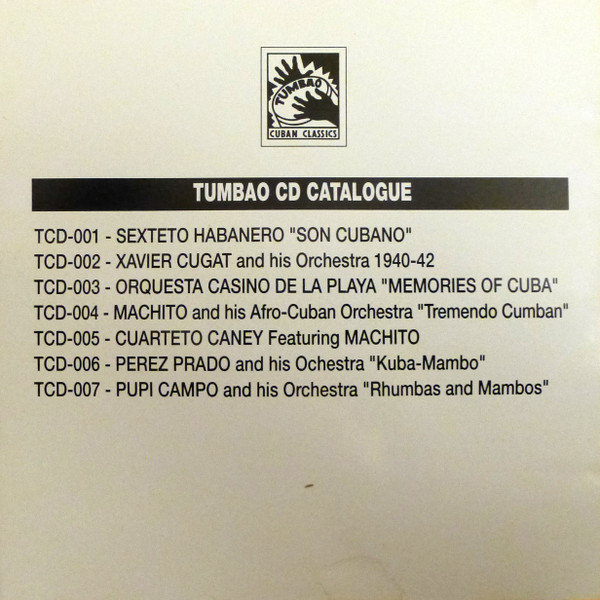 TUMBAO
CUBAN CLASSICS
TUMBAO CD CATALOGUE
TCD-001 - SEXTETO HABANERO "SON CUBANO"
TCD-002 - XAVIER CUGAT and his Orchestra 1940-42
TCD-003 - ORQUESTA CASINO DE LA PLAYA "MEMORIES OF CUBA"
TCD-004 - MACHITO and his Afro-Cuban Orchestra "Tremendo Cumban"
TCD-005 - CUARTETO CANEY Featuring MACHITO
TCD-006 - PEREZ PRADO and his Ochestra "Kuba-Mambo"
TCD-007 - PUPI CAMPO and his Orchestra "Rhumbas and Mambos"